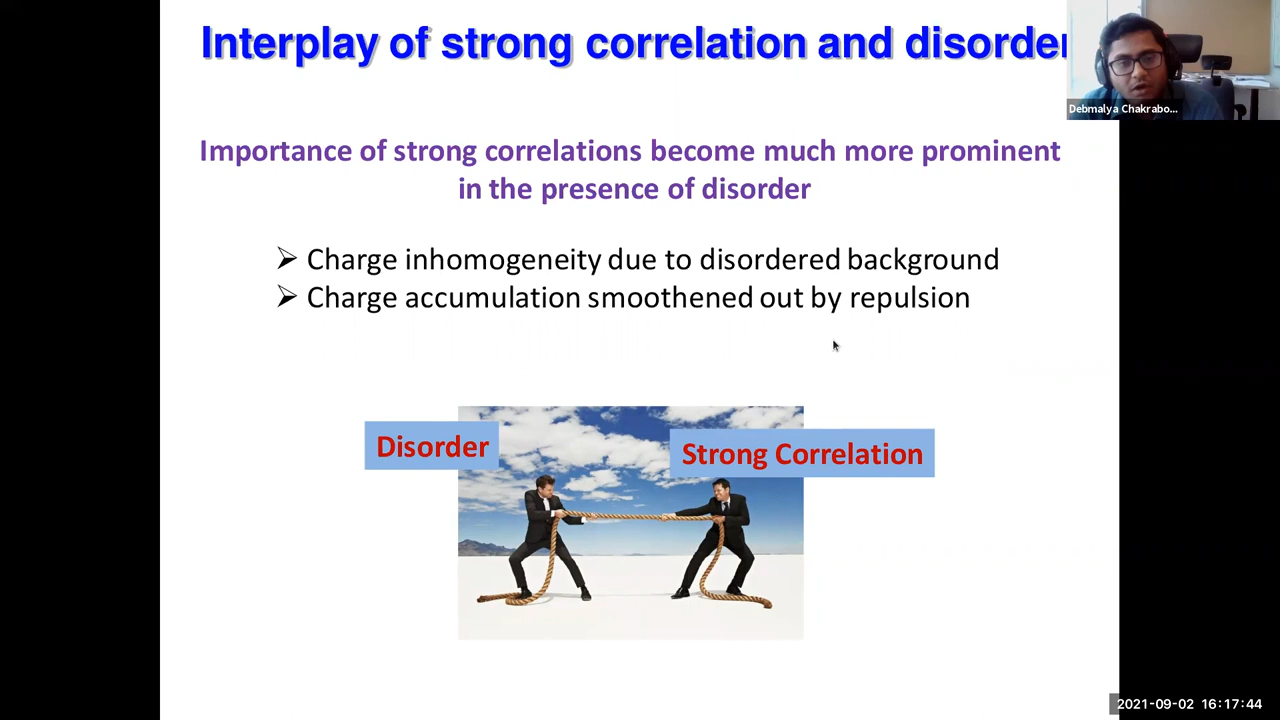 Interplay of strong correlation and disorder
Debmalya Chakrabo...
Importance of strong correlations become much more prominent
in the presence of disorder
➤ Charge inhomogeneity due to disordered background
➤ Charge accumulation smoothened out by repulsion
Disorder
Strong Correlation
2021-09-02 16:17:44